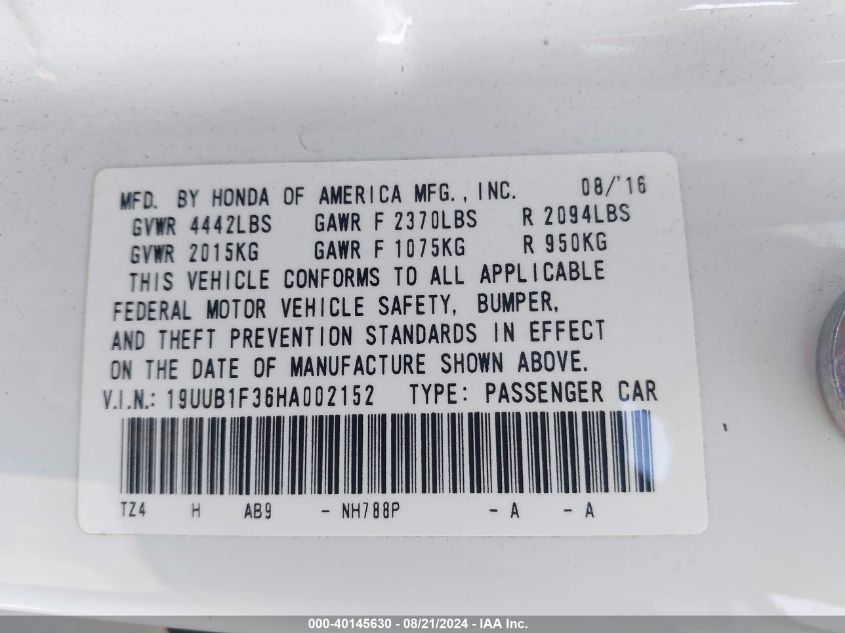 MFD. BY HONDA OF AMERICA MFG., INC. 08/'16
GVWR 4442LBS GAWR F 2370LBS R 2094LBS
GVWR 2015KG GAWR F 1075KG R 950KG
THIS VEHICLE CONFORMS TO ALL APPLICABLE
FEDERAL MOTOR VEHICLE SAFETY, BUMPER,
AND THEFT PREVENTION STANDARDS IN EFFECT
ON THE DATE OF MANUFACTURE SHOWN ABOVE.
V.I.N.: 19UUB1F36HA002152 TYPE: PASSENGER CAR
TZ4 H AB9 - NH788P - A - A
000-40145630 - 08/21/2024 - IAA Inc.